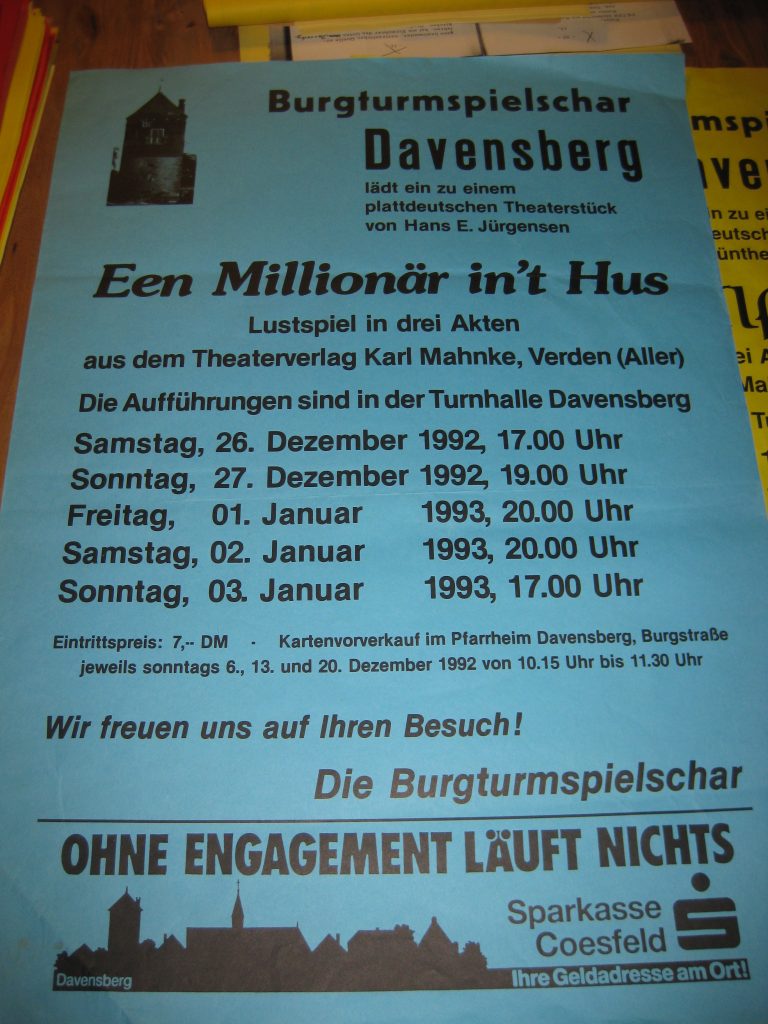 Burgturmspielschar
Davensberg
lädt ein zu einem
plattdeutschen Theaterstück
von Hans E. Jürgensen
Een Millionär in't Hus
Lustspiel in drei Akten
aus dem Theaterverlag Karl Mahnke, Verden (Aller)
Die Aufführungen sind in der Turnhalle Davensberg
Samstag, 26. Dezember 1992, 17.00 Uhr
Sonntag, 27. Dezember 1992, 19.00 Uhr
Freitag, 01. Januar 1993, 20.00 Uhr
Samstag, 02. Januar 1993, 20.00 Uhr
Sonntag, 03. Januar 1993, 17.00 Uhr
Eintrittspreis: 7,-- DM - Kartenvorverkauf im Pfarrheim Davensberg, Burgstraße
jeweils sonntags 6., 13. und 20. Dezember 1992 von 10.15 Uhr bis 11.30 Uhr
Wir freuen uns auf Ihren Besuch!
Die Burgturmspielschar
OHNE ENGAGEMENT LÄUFT NICHTS
Sparkasse
Coesfeld
Davensberg
Ihre Geldadresse am Ort!